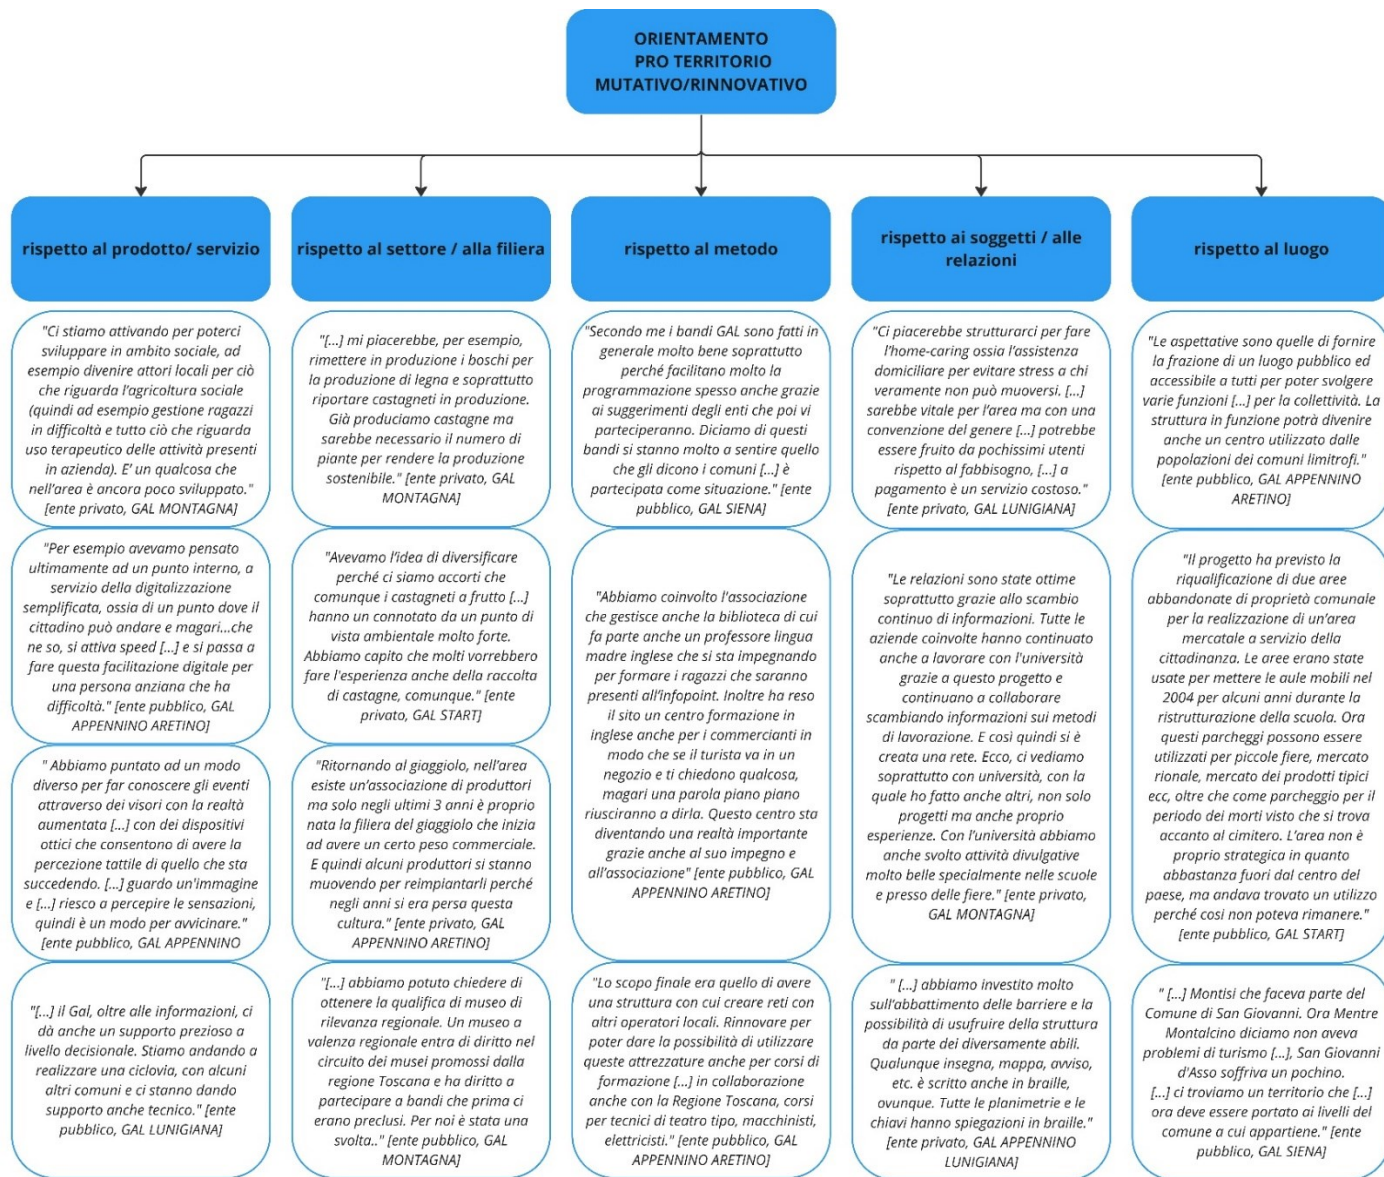 ORIENTAMENTO
PRO TERRITORIO
MUTATIVO/RINNOVATIVO
rispetto al prodotto/ servizio
rispetto al settore / alla filiera
rispetto al metodo
rispetto ai soggetti / alle
relazioni
rispetto al luogo
"Ci stiamo attivando per poterci
sviluppare in ambito sociale, ad
esempio divenire attori locali per ciò
che riguarda l'agricoltura sociale
(quindi ad esempio gestione ragazzi
in difficoltà e tutto ciò che riguarda
uso terapeutico delle attività presenti
in azienda). E' un qualcosa che
nell'area è ancora poco sviluppato."
[ente privato, GAL MONTAGNA]
"[...] mi piacerebbe, per esempio,
rimettere in produzione i boschi per
la produzione di legna e soprattutto
riportare castagneti in produzione.
Già produciamo castagne ma
sarebbe necessario il numero di
piante per rendere la produzione
sostenibile." [ente privato, GAL
MONTAGNA]
"Secondo me i bandi GAL sono fatti in
generale molto bene soprattutto
perché facilitano molto la
programmazione spesso anche grazie
ai suggerimenti degli enti che poi vi
parteciperanno. Diciamo di questi
bandi si stanno molto a sentire quello
che gli dicono i comuni [...] è
partecipata come situazione." [ente
pubblico, GAL SIENA]
"Ci piacerebbe strutturarci per fare
l'home-caring ossia l'assistenza
domiciliare per evitare stress a chi
veramente non può muoversi. [...]
sarebbe vitale per l'area ma con una
convenzione del genere [...] potrebbe
essere fruito da pochissimi utenti
rispetto al fabbisogno, [...] a
pagamento è un servizio costoso."
[ente privato, GAL LUNIGIANA]
"Le aspettative sono quelle di fornire
la frazione di un luogo pubblico ed
accessibile a tutti per poter svolgere
varie funzioni [...] per la collettività. La
struttura in funzione potrà divenire
anche un centro utilizzato dalle
popolazioni dei comuni limitrofi."
[ente pubblico, GAL APPENNINO
ARETINO]
"Per esempio avevamo pensato
ultimamente ad un punto interno, a
servizio della digitalizzazione
semplificata, ossia di un punto dove il
cittadino può andare e magari...che
ne so, si attiva speed [...] e si passa a
fare questa facilitazione digitale per
una persona anziana che ha
difficoltà." [ente pubblico, GAL
APPENNINO ARETINO]
"Avevamo l'idea di diversificare
perché ci siamo accorti che
comunque i castagneti a frutto [...]
hanno un connotato da un punto di
vista ambientale molto forte.
Abbiamo capito che molti vorrebbero
fare l'esperienza anche della raccolta
di castagne, comunque." [ente
privato, GAL START]
"Abbiamo coinvolto l'associazione
che gestisce anche la biblioteca di cui
fa parte anche un professore lingua
madre inglese che si sta impegnando
per formare i ragazzi che saranno
presenti all'infopoint. Inoltre ha reso
il sito un centro formazione in
inglese anche per i commercianti in
modo che se il turista va in un
negozio e ti chiedono qualcosa,
magari una parola piano piano
riusciranno a dirla. Questo centro sta
diventando una realtà importante
grazie anche al suo impegno e
all'associazione" [ente pubblico, GAL
APPENNINO ARETINO]
"Le relazioni sono state ottime
soprattutto grazie allo scambio
continuo di informazioni. Tutte le
aziende coinvolte hanno continuato
anche a lavorare con l'università
grazie a questo progetto e
continuano a collaborare
scambiando informazioni sui metodi
di lavorazione. E così quindi si è
creata una rete. Ecco, ci vediamo
soprattutto con università, con la
quale ho fatto anche altri, non solo
progetti ma anche proprio
esperienze. Con l'università abbiamo
anche svolto attività divulgative
molto belle specialmente nelle scuole
e presso delle fiere." [ente privato,
GAL MONTAGNA]
"Il progetto ha previsto la
riqualificazione di due aree
abbandonate di proprietà comunale
per la realizzazione di un'area
mercatale a servizio della
cittadinanza. Le aree erano state
usate per mettere le aule mobili nel
2004 per alcuni anni durante la
ristrutturazione della scuola. Ora
questi parcheggi possono essere
utilizzati per piccole fiere, mercato
rionale, mercato dei prodotti tipici
ecc, oltre che come parcheggio per il
periodo dei morti visto che si trova
accanto al cimitero. L'area non è
proprio strategica in quanto
abbastanza fuori dal centro del
paese, ma andava trovato un utilizzo
perché cosi non poteva rimanere."
[ente pubblico, GAL START]
" Abbiamo puntato ad un modo
diverso per far conoscere gli eventi
attraverso dei visori con la realtà
aumentata [...] con dei dispositivi
ottici che consentono di avere la
percezione tattile di quello che sta
succedendo. [...] guardo un'immagine
e [...] riesco a percepire le sensazioni,
quindi è un modo per avvicinare."
[ente pubblico, GAL APPENNINO
"Ritornando al giaggiolo, nell'area
esiste un'associazione di produttori
ma solo negli ultimi 3 anni è proprio
nata la filiera del giaggiolo che inizia
ad avere un certo peso commerciale.
E quindi alcuni produttori si stanno
muovendo per reimpiantarli perché
negli anni si era persa questa
cultura." [ente privato, GAL
APPENNINO ARETINO]
"[...] il Gal, oltre alle informazioni, ci
dà anche un supporto prezioso a
livello decisionale. Stiamo andando a
realizzare una ciclovia, con alcuni
altri comuni e ci stanno dando
supporto anche tecnico." [ente
pubblico, GAL LUNIGIANA]
"[...] abbiamo potuto chiedere di
ottenere la qualifica di museo di
rilevanza regionale. Un museo a
valenza regionale entra di diritto nel
circuito dei musei promossi dalla
regione Toscana e ha diritto a
partecipare a bandi che prima ci
erano preclusi. Per noi è stata una
svolta.." [ente pubblico, GAL
MONTAGNA]
"Lo scopo finale era quello di avere
una struttura con cui creare reti con
altri operatori locali. Rinnovare per
poter dare la possibilità di utilizzare
queste attrezzature anche per corsi di
formazione [...] in collaborazione
anche con la Regione Toscana, corsi
per tecnici di teatro tipo, macchinisti,
elettricisti." [ente pubblico, GAL
APPENNINO ARETINO]
" [...] abbiamo investito molto
sull'abbattimento delle barriere e la
possibilità di usufruire della struttura
da parte dei diversamente abili.
Qualunque insegna, mappa, avviso,
etc. è scritto anche in braille,
ovunque. Tutte le planimetrie e le
chiavi hanno spiegazioni in braille."
[ente privato, GAL APPENNINO
LUNIGIANA]
" [...] Montisi che faceva parte del
Comune di San Giovanni. Ora Mentre
Montalcino diciamo non aveva
problemi di turismo [...], San Giovanni
d'Asso soffriva un pochino.
[...] ci troviamo un territorio che [...]
ora deve essere portato ai livelli del
comune a cui appartiene." [ente
pubblico, GAL SIENA]